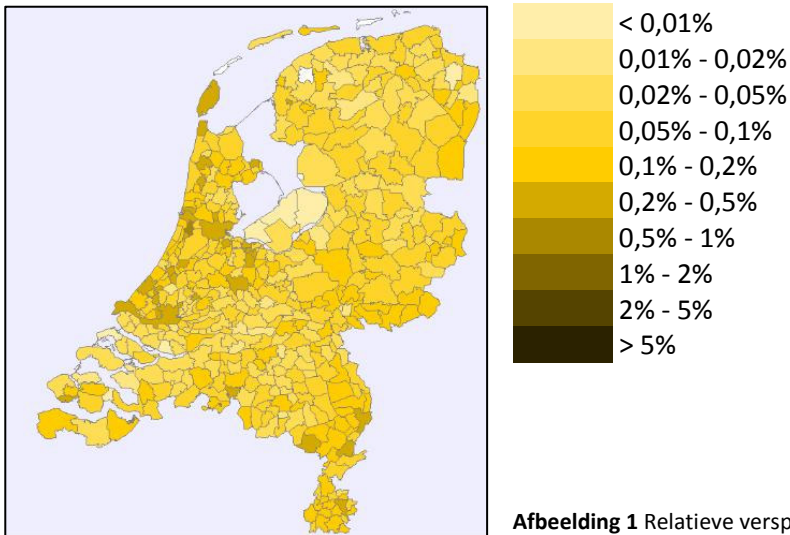 < 0,01%
0,01% - 0,02%
0,02% - 0,05%
0,05% - 0,1%
0,1% - 0,2%
0,2% - 0,5%
0,5% - 1%
1% - 2%
2% - 5%
> 5%
Afbeelding 1 Relatieve versp